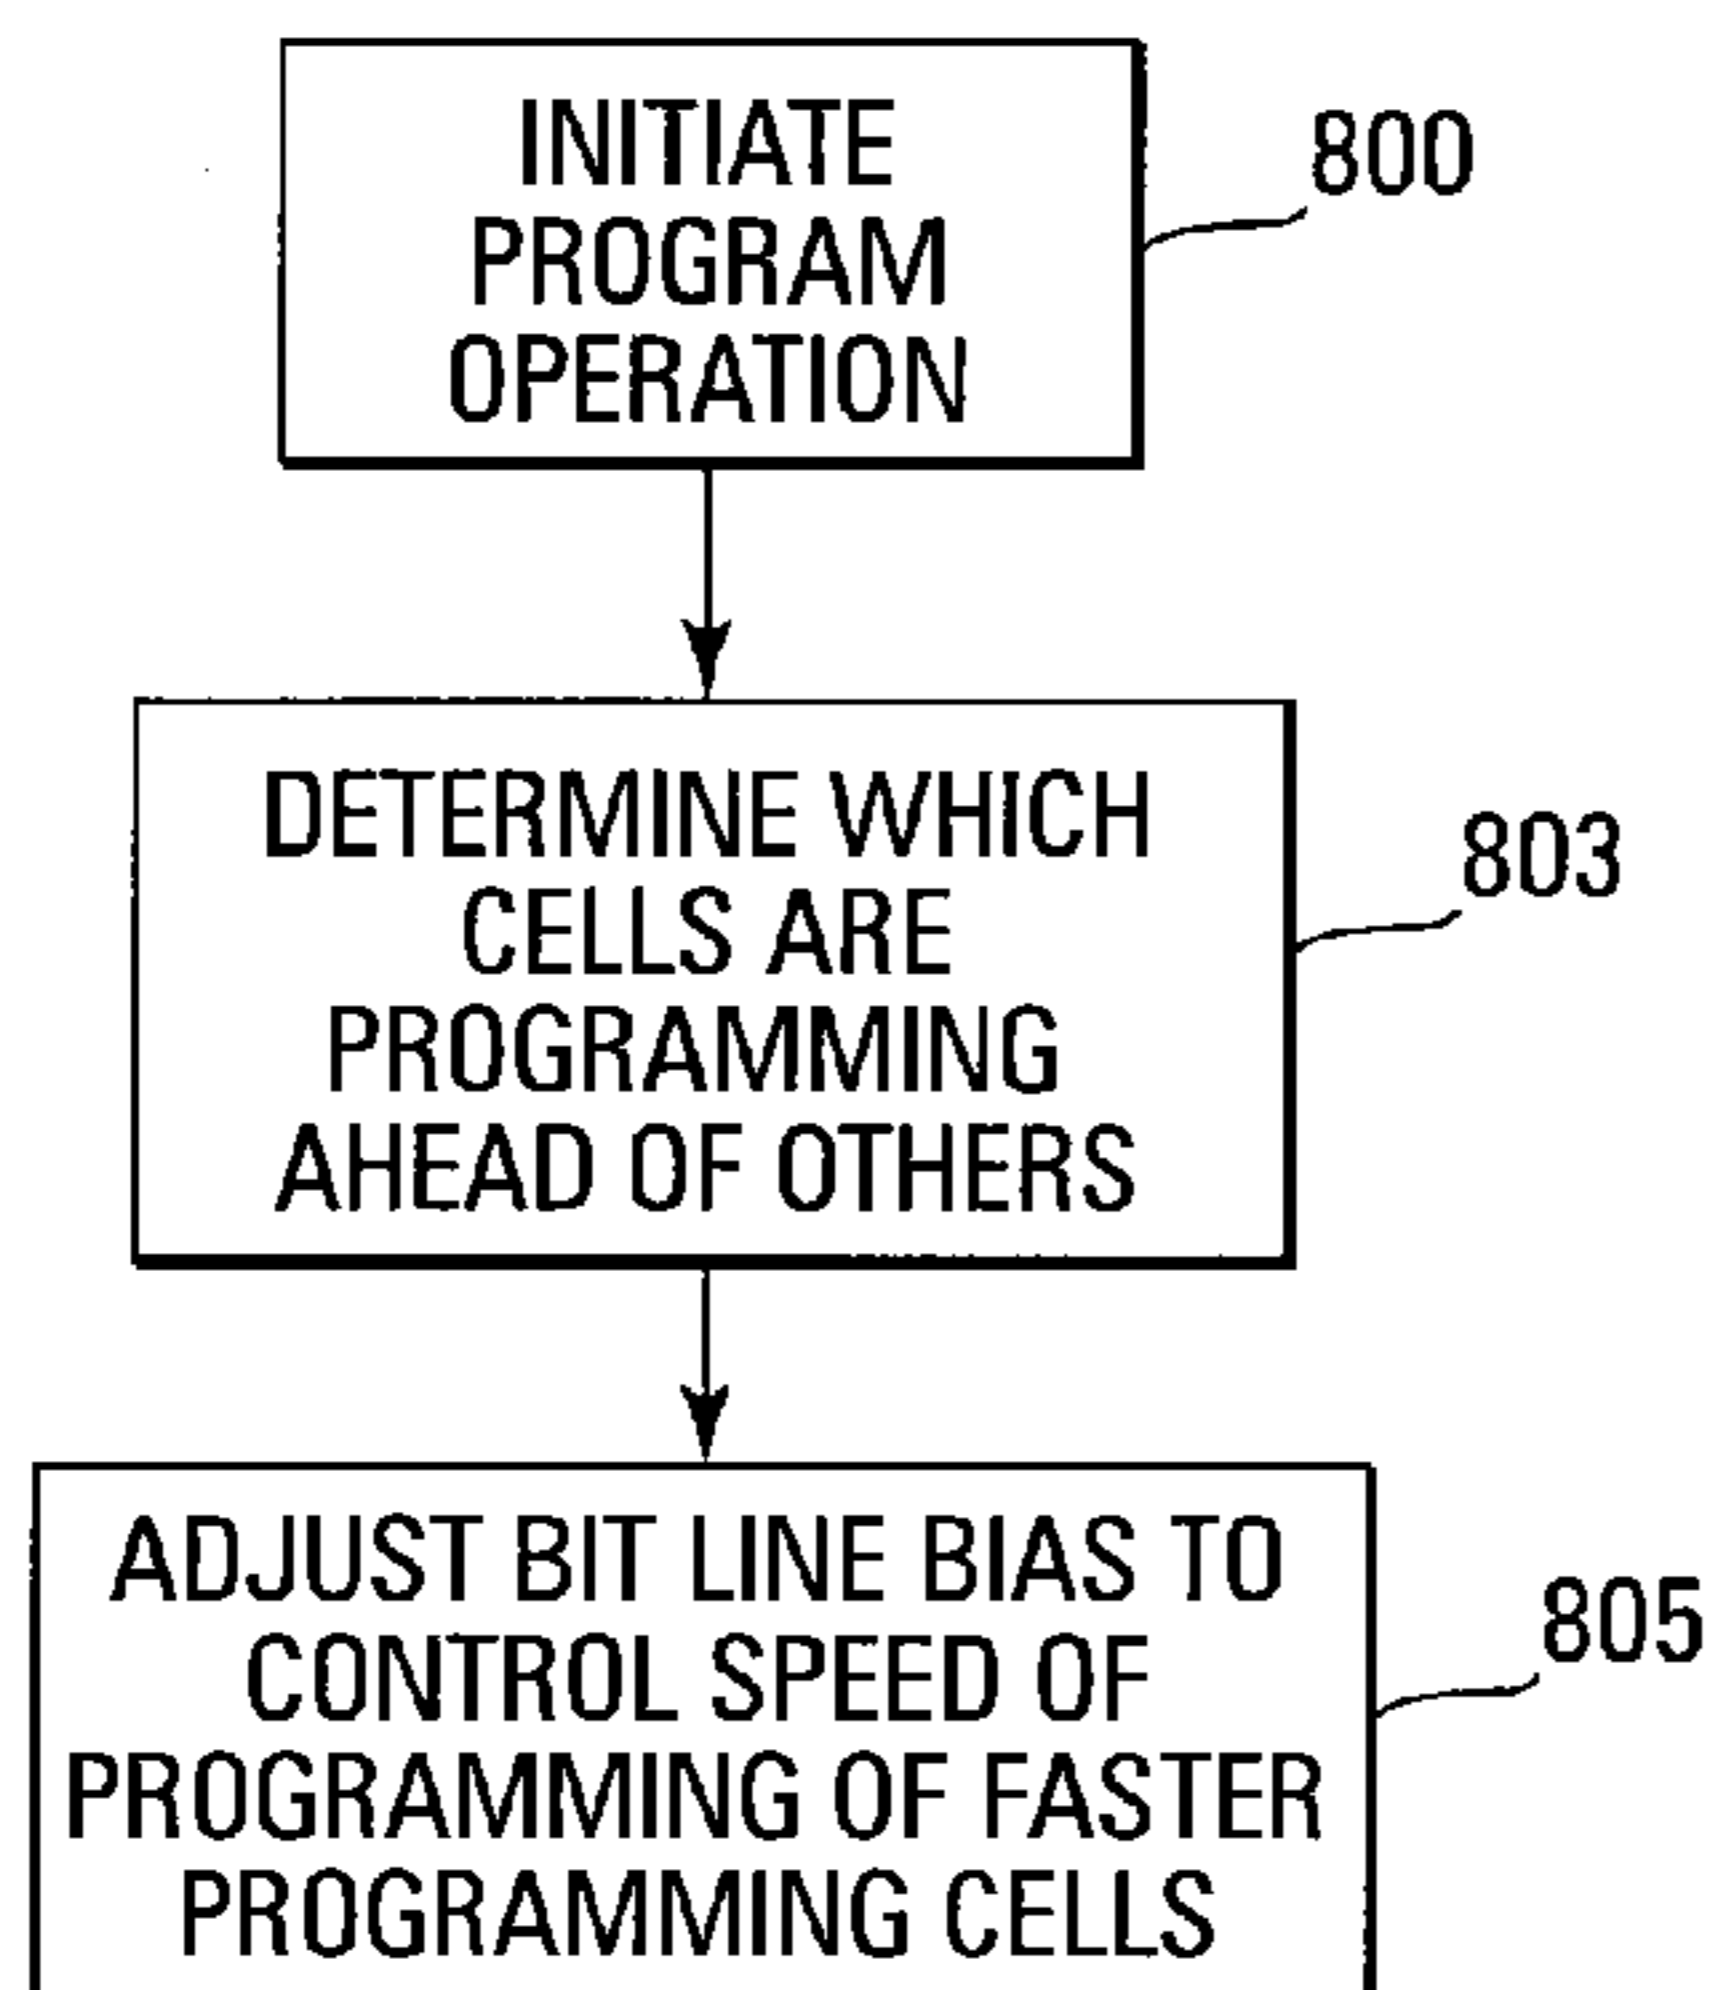 INITIATE
PROGRAM
OPERATION
800
DETERMINE WHICH
CELLS ARE
PROGRAMMING
AHEAD OF OTHERS
803
ADJUST BIT LINE BIAS TO
CONTROL SPEED OF
PROGRAMMING OF FASTER
PROGRAMMING CELLS
805